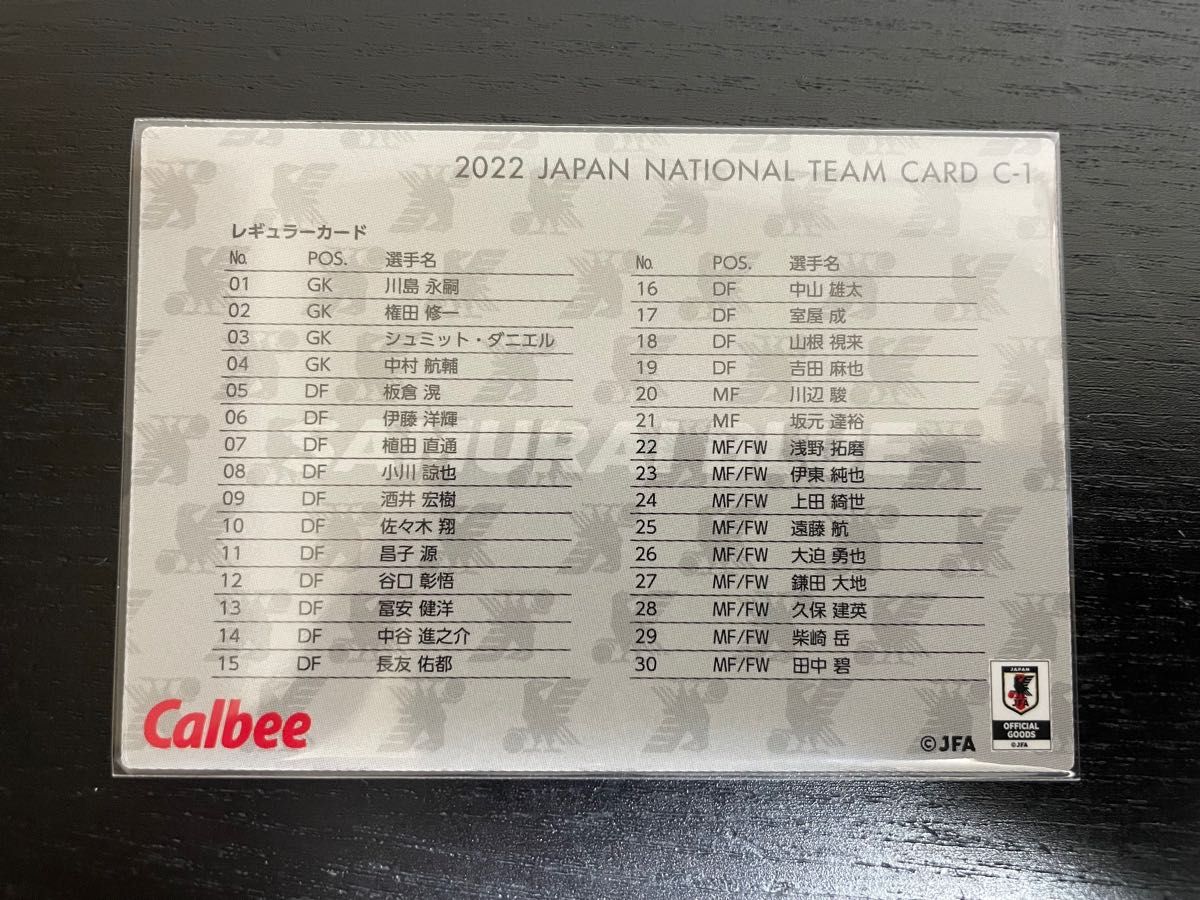 2022 JAPAN NATIONAL TEAM CARD C-1
レギュラーカード
No. POS. 選手名
01 GK 川島 永嗣
02 GK 権田 修一
03 GK シュミット・ダニエル
04 GK 中村 航輔
05 DF 板倉 滉
06 DF 伊藤 洋輝
07 DF 植田 直通
08 DF 小川 諒也
09 DF 酒井 宏樹
10 DF 佐々木 翔
11 DF 昌子 源
12 DF 谷口 彰悟
13 DF 冨安 健洋
14 DF 中谷 進之介
15 DF 長友 佑都
No. POS. 選手名
16 DF 中山 雄太
17 DF 室屋 成
18 DF 山根 視来
19 DF 吉田 麻也
20 MF 川辺 駿
21 MF 坂元 達裕
22 MF/FW 浅野 拓磨
23 MF/FW 伊東 純也
24 MF/FW 上田 綺世
25 MF/FW 遠藤 航
26 MF/FW 大迫 勇也
27 MF/FW 鎌田 大地
28 MF/FW 久保 建英
29 MF/FW 柴崎 岳
30 MF/FW 田中 碧
SAMURAI BLUE
Calbee
©JFA
JAPAN
JFA
OFFICIAL
GOODS
©JFA